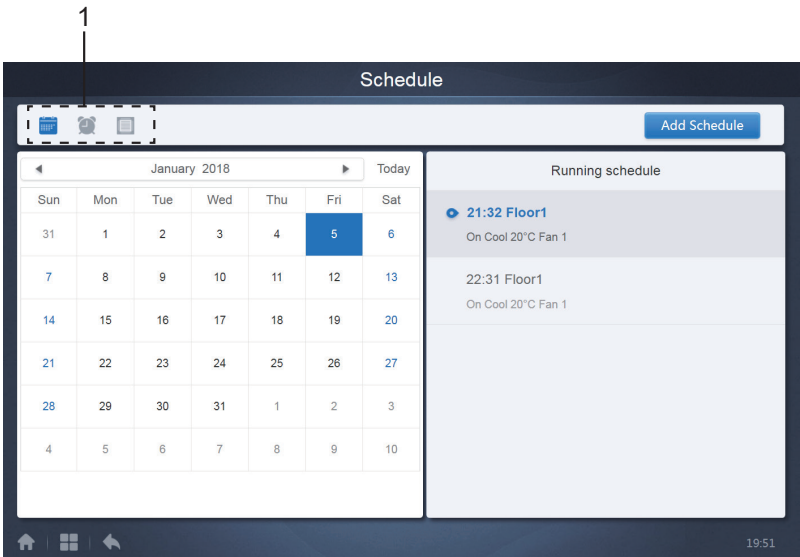 1
Schedule
Add Schedule
January 2018
Today
Sun Mon Tue Wed Thu Fri Sat
31 1 2 3 4 5 6
7 8 9 10 11 12 13
14 15 16 17 18 19 20
21 22 23 24 25 26 27
28 29 30 31 1 2 3
4 5 6 7 8 9 10
Running schedule
21:32 Floor1
On Cool 20°C Fan 1
22:31 Floor1
On Cool 20°C Fan 1
19:51